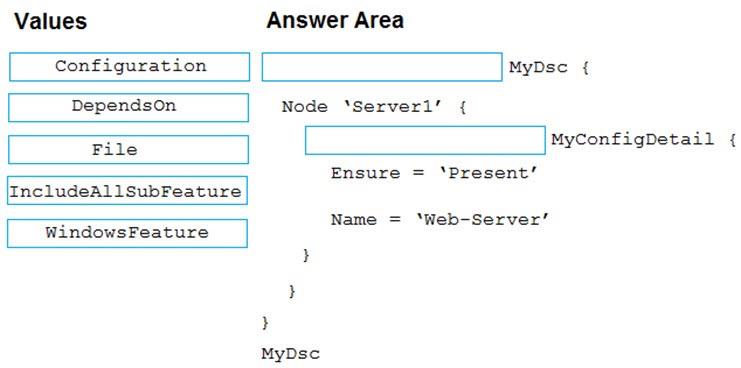 Values
Answer Area
Configuration
DependsOn
File
IncludeAllSubFeature
WindowsFeature
MyDsc {
Node ‘Server1’ {
MyConfigDetail {
Ensure = ‘Present’
Name = ‘Web-Server’
}
}
}
MyDsc